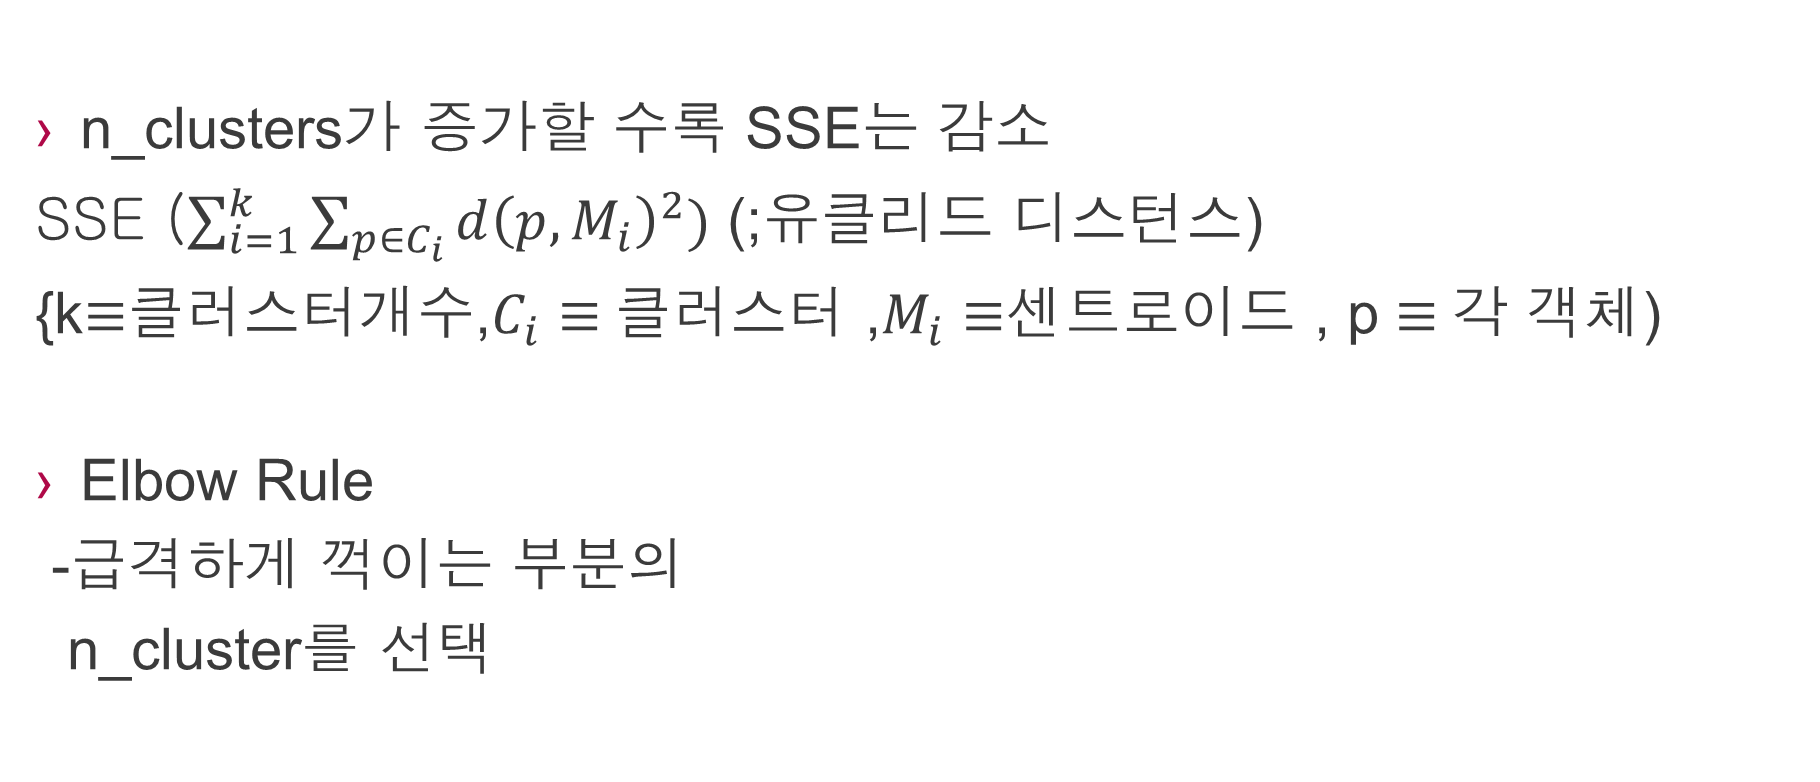 › n_clusters가 증가할 수록 SSE는 감소
SSE (∑ᵢ₌₁ᵏ ∑_{p∈Cᵢ} d(p, Mᵢ)²) (;유클리드 디스턴스)
{k≡클러스터개수,Cᵢ ≡ 클러스터 ,Mᵢ ≡센트로이드 , p ≡ 각 객체)
› Elbow Rule
-급격하게 꺽이는 부분의
n_cluster를 선택